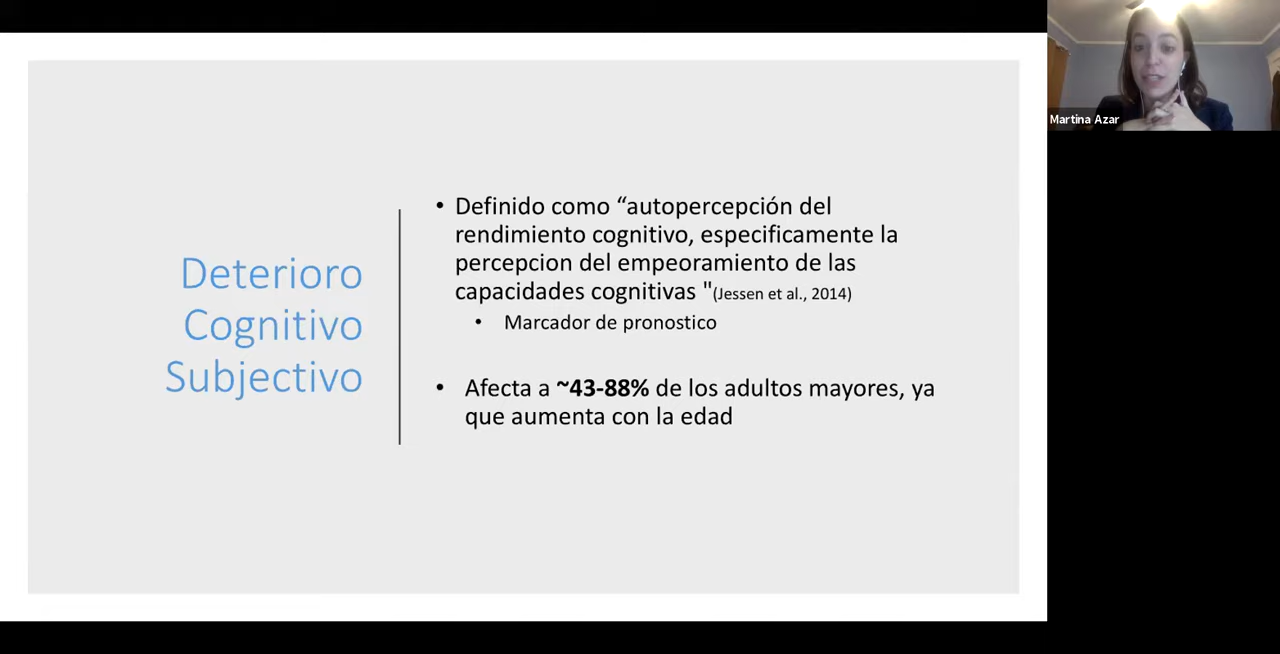 Deterioro
Cognitivo
Subjectivo
• Definido como “autopercepción del
rendimiento cognitivo, especificamente la
percepcion del empeoramiento de las
capacidades cognitivas "(Jessen et al., 2014)
• Marcador de pronostico
• Afecta a ~43-88% de los adultos mayores, ya
que aumenta con la edad
Martina Azar